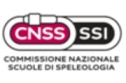 CNSS SSI
COMMISSIONE NAZIONALE
SCUOLE DI SPELEOLOGIA